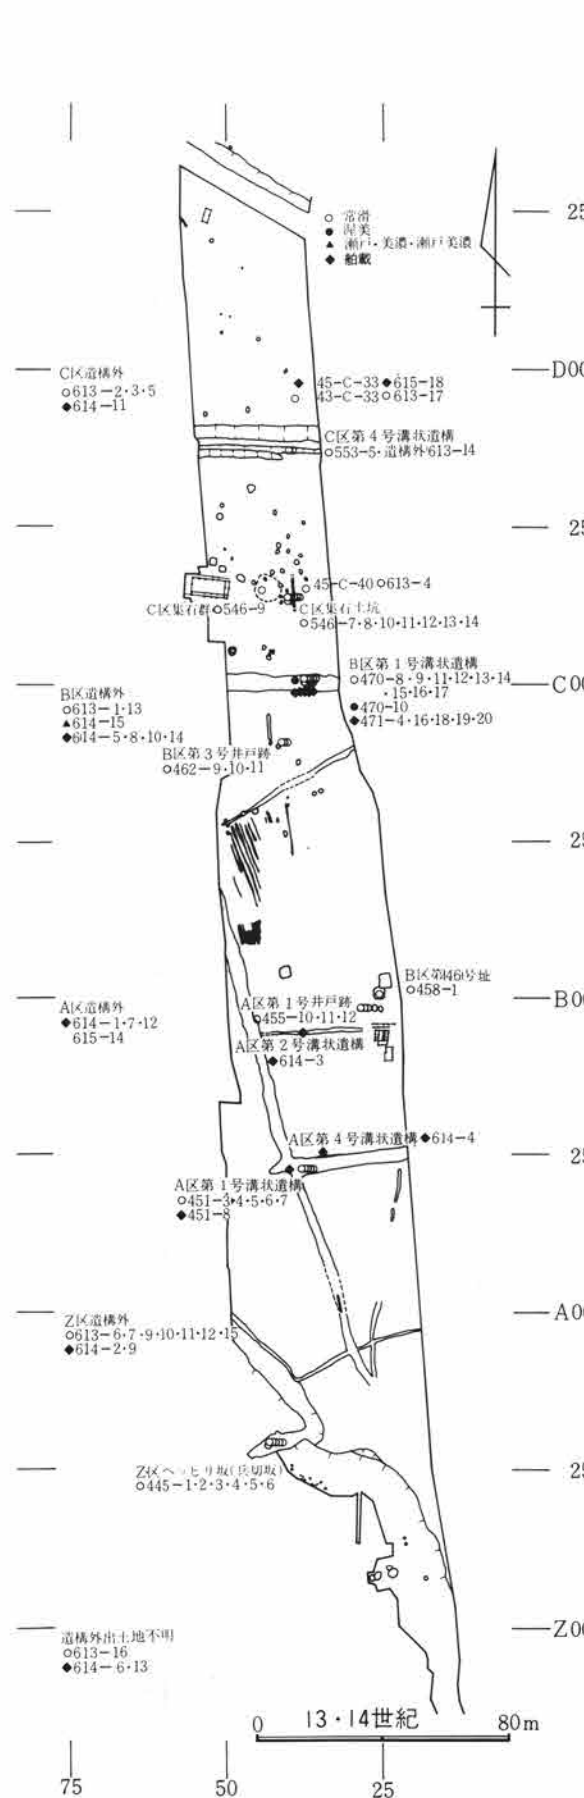 25
○ 常滑
● 渥美
▲ 瀬戸・美濃・瀬戸美濃
◆ 舶載
D00
C区遺構外
○613−2・3・5
◆614−11
45−C−33 ◆615−18
43−C−33 ○613−17
C区第4号溝状遺構
○553−5・遺構外613−14
25
45−C−40 ○613−4
C区集石群○546−9
C区集石土坑
○546−7・8・10・11・12・13・14
B区第1号溝状遺構
○470−8・9・11・12・13・14
・15・16・17
●470−10
◆471−4・16・18・19・20
C00
B区遺構外
○613−1・13
▲614−15
◆614−5・8・10・14
B区第3号井戸跡
○462−9・10・11
25
B区第460号址
○458−1
B00
A区遺構外
◆614−1・7・12
615−14
A区第1号井戸跡
○455−10・11・12
A区第2号溝状遺構
◆614−3
A区第4号溝状遺構◆614−4
25
A区第1号溝状遺構
○451−3・4・5・6・7
◆451−8
A00
Z区遺構外
○613−6・7・9・10・11・12・15
◆614−2・9
25
Z区ヘッピリ坂(兵切坂)
○445−1・2・3・4・5・6
Z00
遺構外出土地不明
○613−16
◆614−6・13
0 13・14世紀 80m
75 50 25